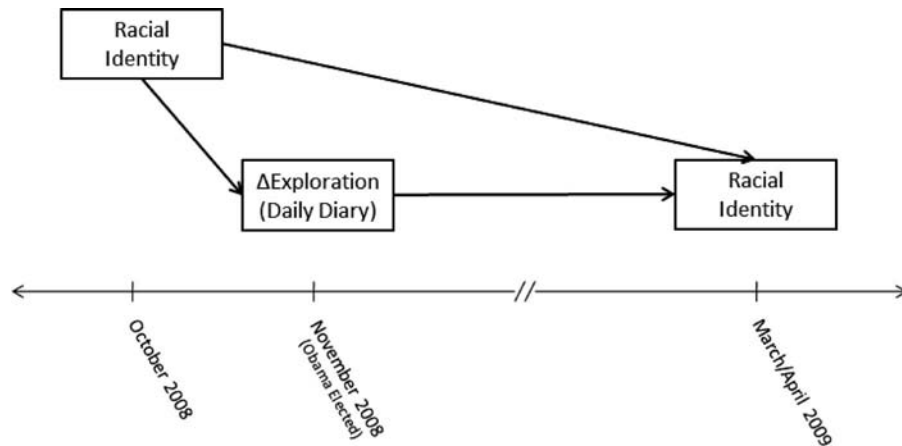 Racial
Identity
ΔExploration
(Daily Diary)
Racial
Identity
//
October 2008
November 2008
(Obama Elected)
March/April 2009